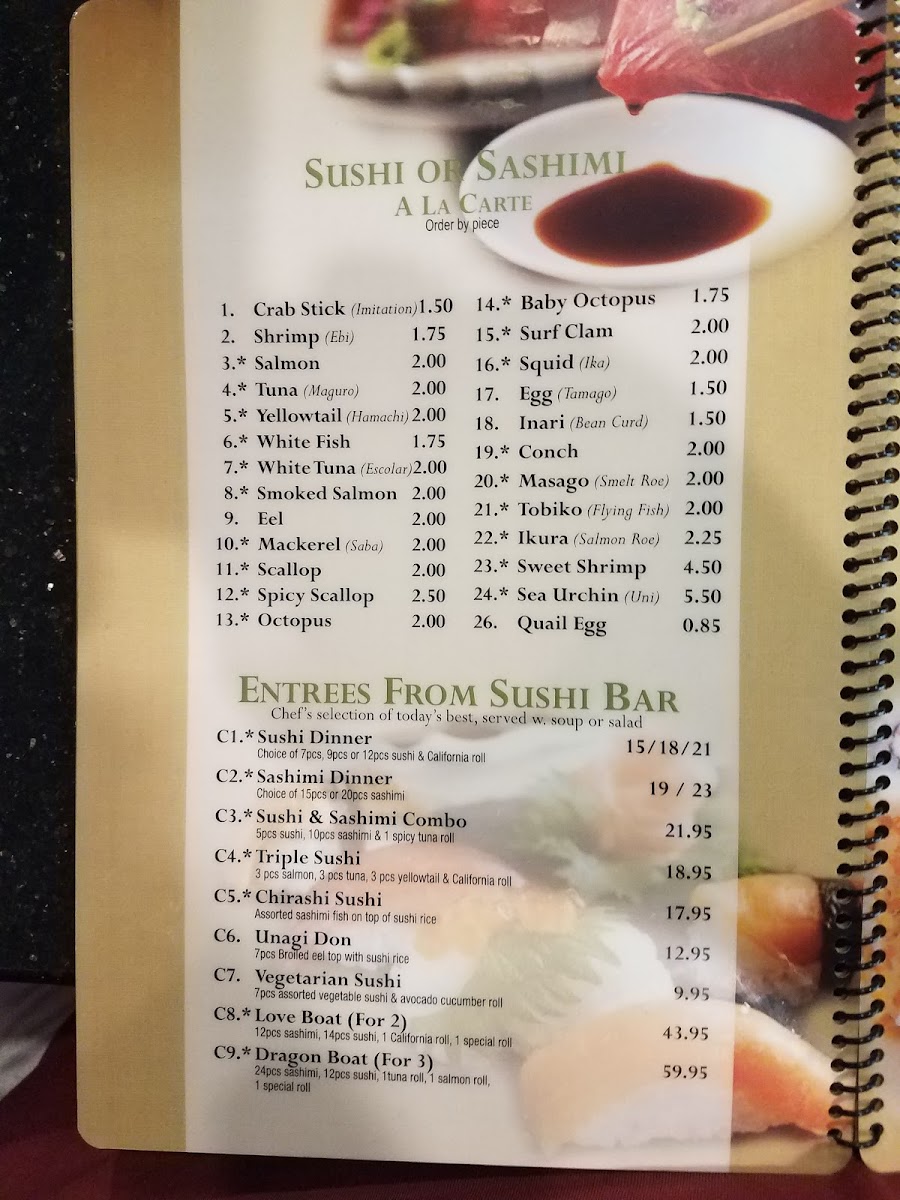 SUSHI OR SASHIMI
A LA CARTE
Order by piece
1. Crab Stick (Imitation) 1.50
2. Shrimp (Ebi) 1.75
3.* Salmon 2.00
4.* Tuna (Maguro) 2.00
5.* Yellowtail (Hamachi) 2.00
6.* White Fish 1.75
7.* White Tuna (Escolar) 2.00
8.* Smoked Salmon 2.00
9. Eel 2.00
10.* Mackerel (Saba) 2.00
11.* Scallop 2.00
12.* Spicy Scallop 2.50
13.* Octopus 2.00
14.* Baby Octopus 1.75
15.* Surf Clam 2.00
16.* Squid (Ika) 2.00
17. Egg (Tamago) 1.50
18. Inari (Bean Curd) 1.50
19.* Conch 2.00
20.* Masago (Smelt Roe) 2.00
21.* Tobiko (Flying Fish) 2.00
22.* Ikura (Salmon Roe) 2.25
23.* Sweet Shrimp 4.50
24.* Sea Urchin (Uni) 5.50
26. Quail Egg 0.85
ENTREES FROM SUSHI BAR
Chef's selection of today's best, served w. soup or salad
C1.* Sushi Dinner 15/18/21
Choice of 7pcs, 9pcs or 12pcs sushi & California roll
C2.* Sashimi Dinner 19 / 23
Choice of 15pcs or 20pcs sashimi
C3.* Sushi & Sashimi Combo 21.95
5pcs sushi, 10pcs sashimi & 1 spicy tuna roll
C4.* Triple Sushi 18.95
3 pcs salmon, 3 pcs tuna, 3 pcs yellowtail & California roll
C5.* Chirashi Sushi 17.95
Assorted sashimi fish on top of sushi rice
C6. Unagi Don 12.95
7pcs Broiled eel top with sushi rice
C7. Vegetarian Sushi 9.95
7pcs assorted vegetable sushi & avocado cucumber roll
C8.* Love Boat (For 2) 43.95
12pcs sashimi, 14pcs sushi, 1 California roll, 1 special roll
C9.* Dragon Boat (For 3) 59.95
24pcs sashimi, 12pcs sushi, 1tuna roll, 1 salmon roll,
1 special roll